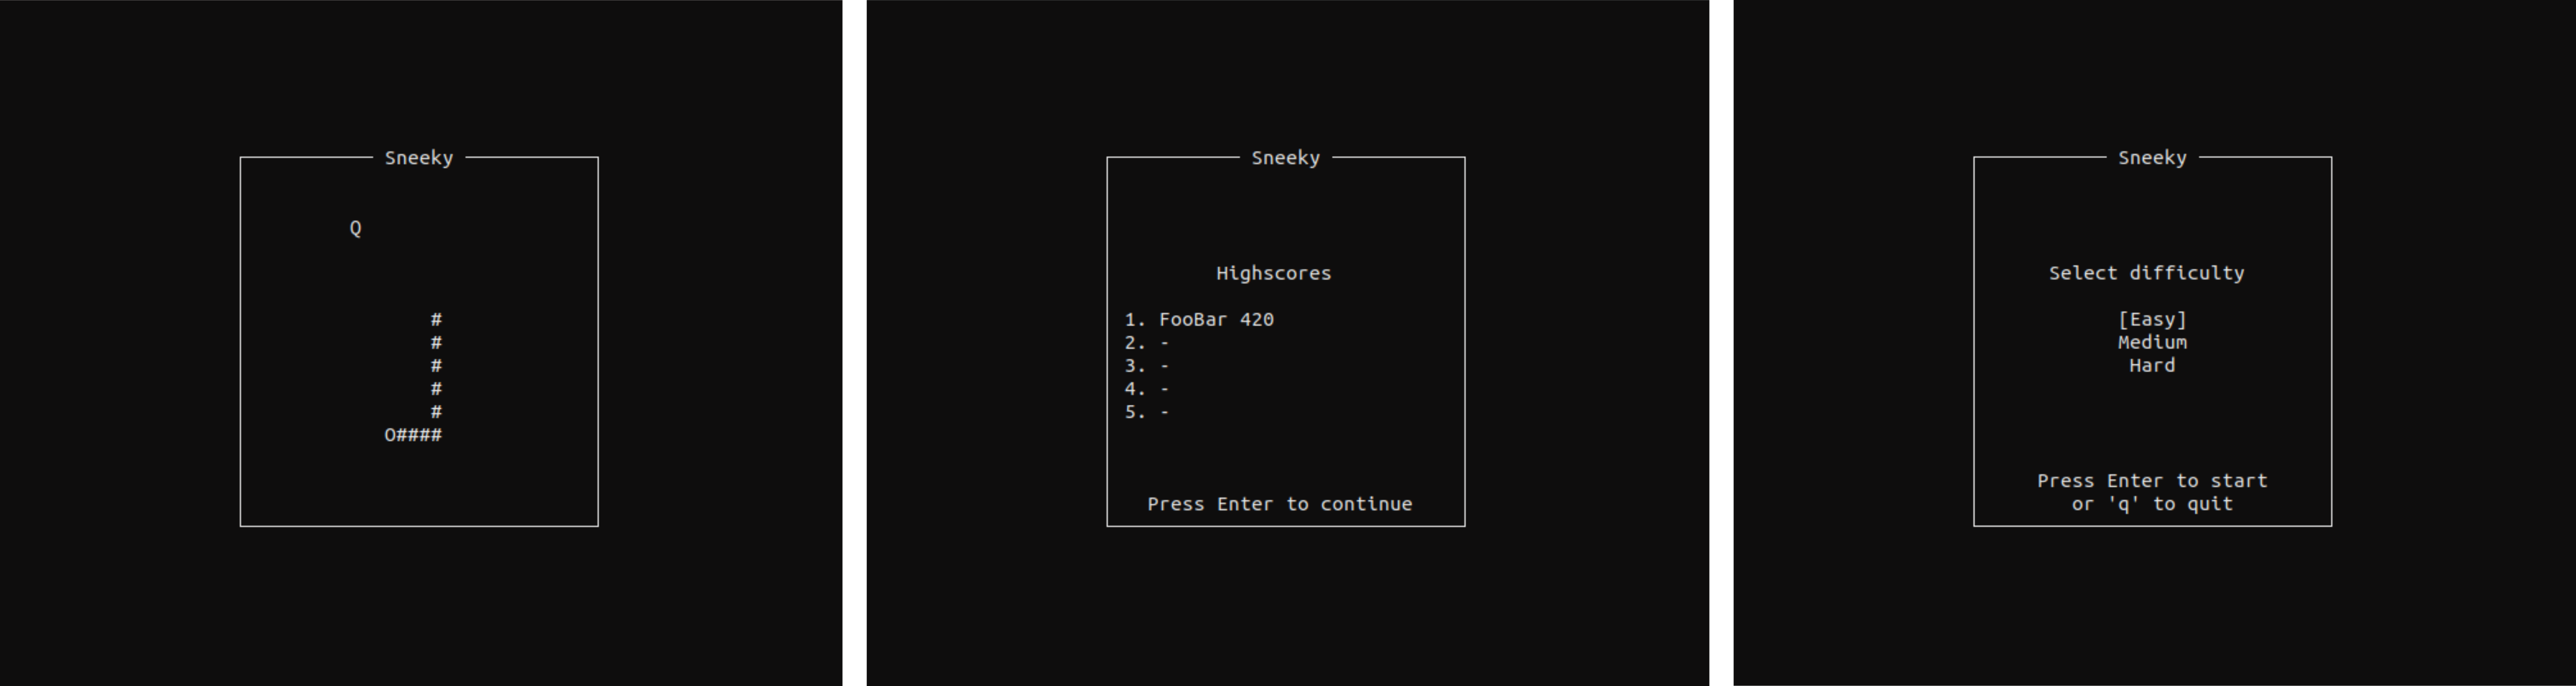 Sneeky
Q
#
#
#
#
#
O####
Sneeky
Highscores
1. FooBar 420
2. -
3. -
4. -
5. -
Press Enter to continue
Sneeky
Select difficulty
[Easy]
Medium
Hard
Press Enter to start
or 'q' to quit